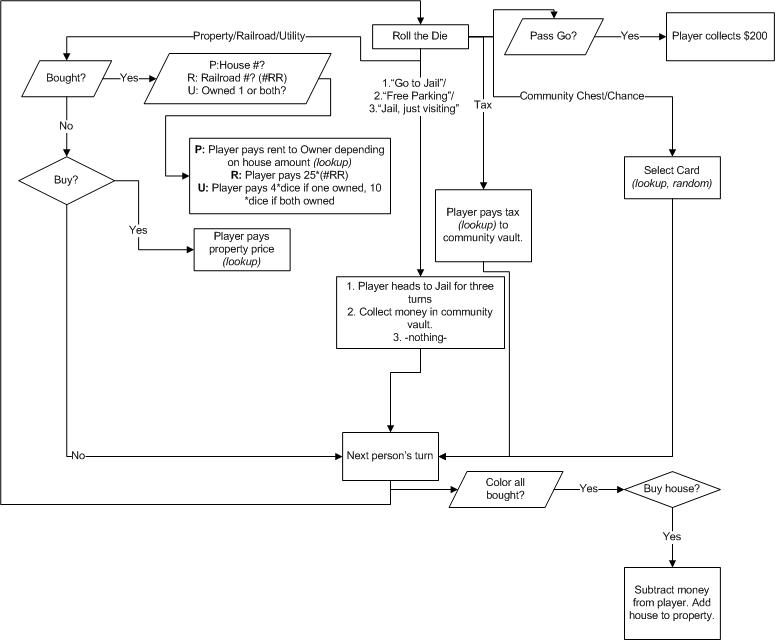 Property/Railroad/Utility
Roll the Die
Pass Go?
Yes
Player collects $200
Bought?
Yes
P:House #?
R: Railroad #? (#RR)
U: Owned 1 or both?
1."Go to Jail"/
2."Free Parking"/
3."Jail, just visiting"
Tax
Community Chest/Chance
No
P: Player pays rent to Owner depending
on house amount (lookup)
R: Player pays 25*(#RR)
U: Player pays 4*dice if one owned, 10
*dice if both owned
Buy?
Select Card
(lookup, random)
Yes
Player pays
property price
(lookup)
Player pays tax
(lookup) to
community vault.
1. Player heads to Jail for three
turns
2. Collect money in community
vault.
3. -nothing-
No
Next person's turn
Color all
bought?
Yes
Buy house?
Yes
Subtract money
from player. Add
house to property.